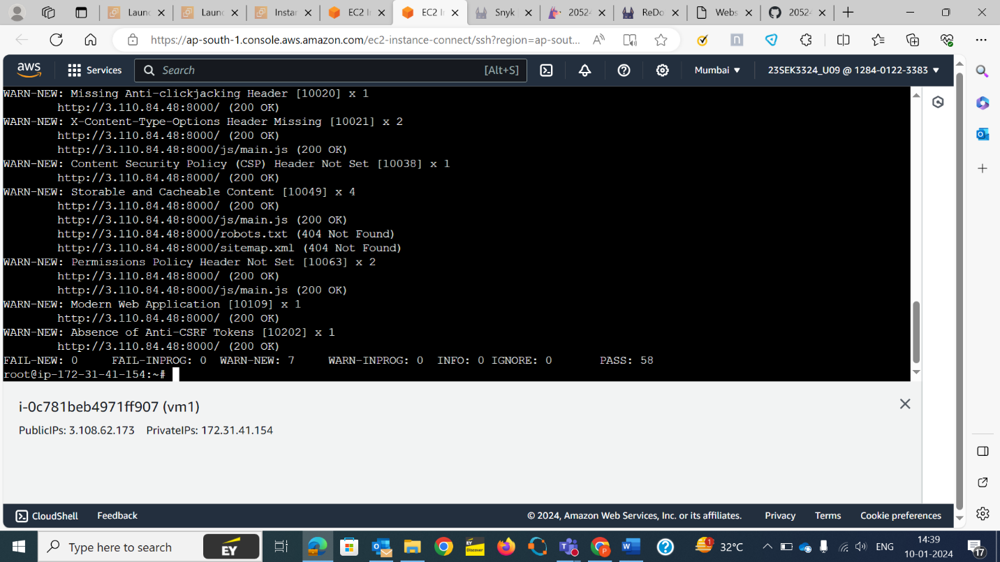 Laun
Laun
Instan
EC2 In
EC2 In
Snyk
2052
ReDo
Webs
2052
https://ap-south-1.console.aws.amazon.com/ec2-instance-connect/ssh?region=ap-sout...
aws
Services
Search
[Alt+S]
Mumbai
23SEK3324_U09 @ 1284-0122-3383
WARN-NEW: Missing Anti-clickjacking Header [10020] x 1
http://3.110.84.48:8000/ (200 OK)
WARN-NEW: X-Content-Type-Options Header Missing [10021] x 2
http://3.110.84.48:8000/ (200 OK)
http://3.110.84.48:8000/js/main.js (200 OK)
WARN-NEW: Content Security Policy (CSP) Header Not Set [10038] x 1
http://3.110.84.48:8000/ (200 OK)
WARN-NEW: Storable and Cacheable Content [10049] x 4
http://3.110.84.48:8000/ (200 OK)
http://3.110.84.48:8000/js/main.js (200 OK)
http://3.110.84.48:8000/robots.txt (404 Not Found)
http://3.110.84.48:8000/sitemap.xml (404 Not Found)
WARN-NEW: Permissions Policy Header Not Set [10063] x 2
http://3.110.84.48:8000/ (200 OK)
http://3.110.84.48:8000/js/main.js (200 OK)
WARN-NEW: Modern Web Application [10109] x 1
http://3.110.84.48:8000/ (200 OK)
WARN-NEW: Absence of Anti-CSRF Tokens [10202] x 1
http://3.110.84.48:8000/ (200 OK)
FAIL-NEW: 0 FAIL-INPROG: 0 WARN-NEW: 7 WARN-INPROG: 0 INFO: 0 IGNORE: 0 PASS: 58
root@ip-172-31-41-154:~#
i-0c781beb4971ff907 (vm1)
PublicIPs: 3.108.62.173 PrivateIPs: 172.31.41.154
CloudShell Feedback © 2024, Amazon Web Services, Inc. or its affiliates. Privacy Terms Cookie preferences
Type here to search
EY
EY
Discover
1
32°C
ENG
14:39
10-01-2024
17